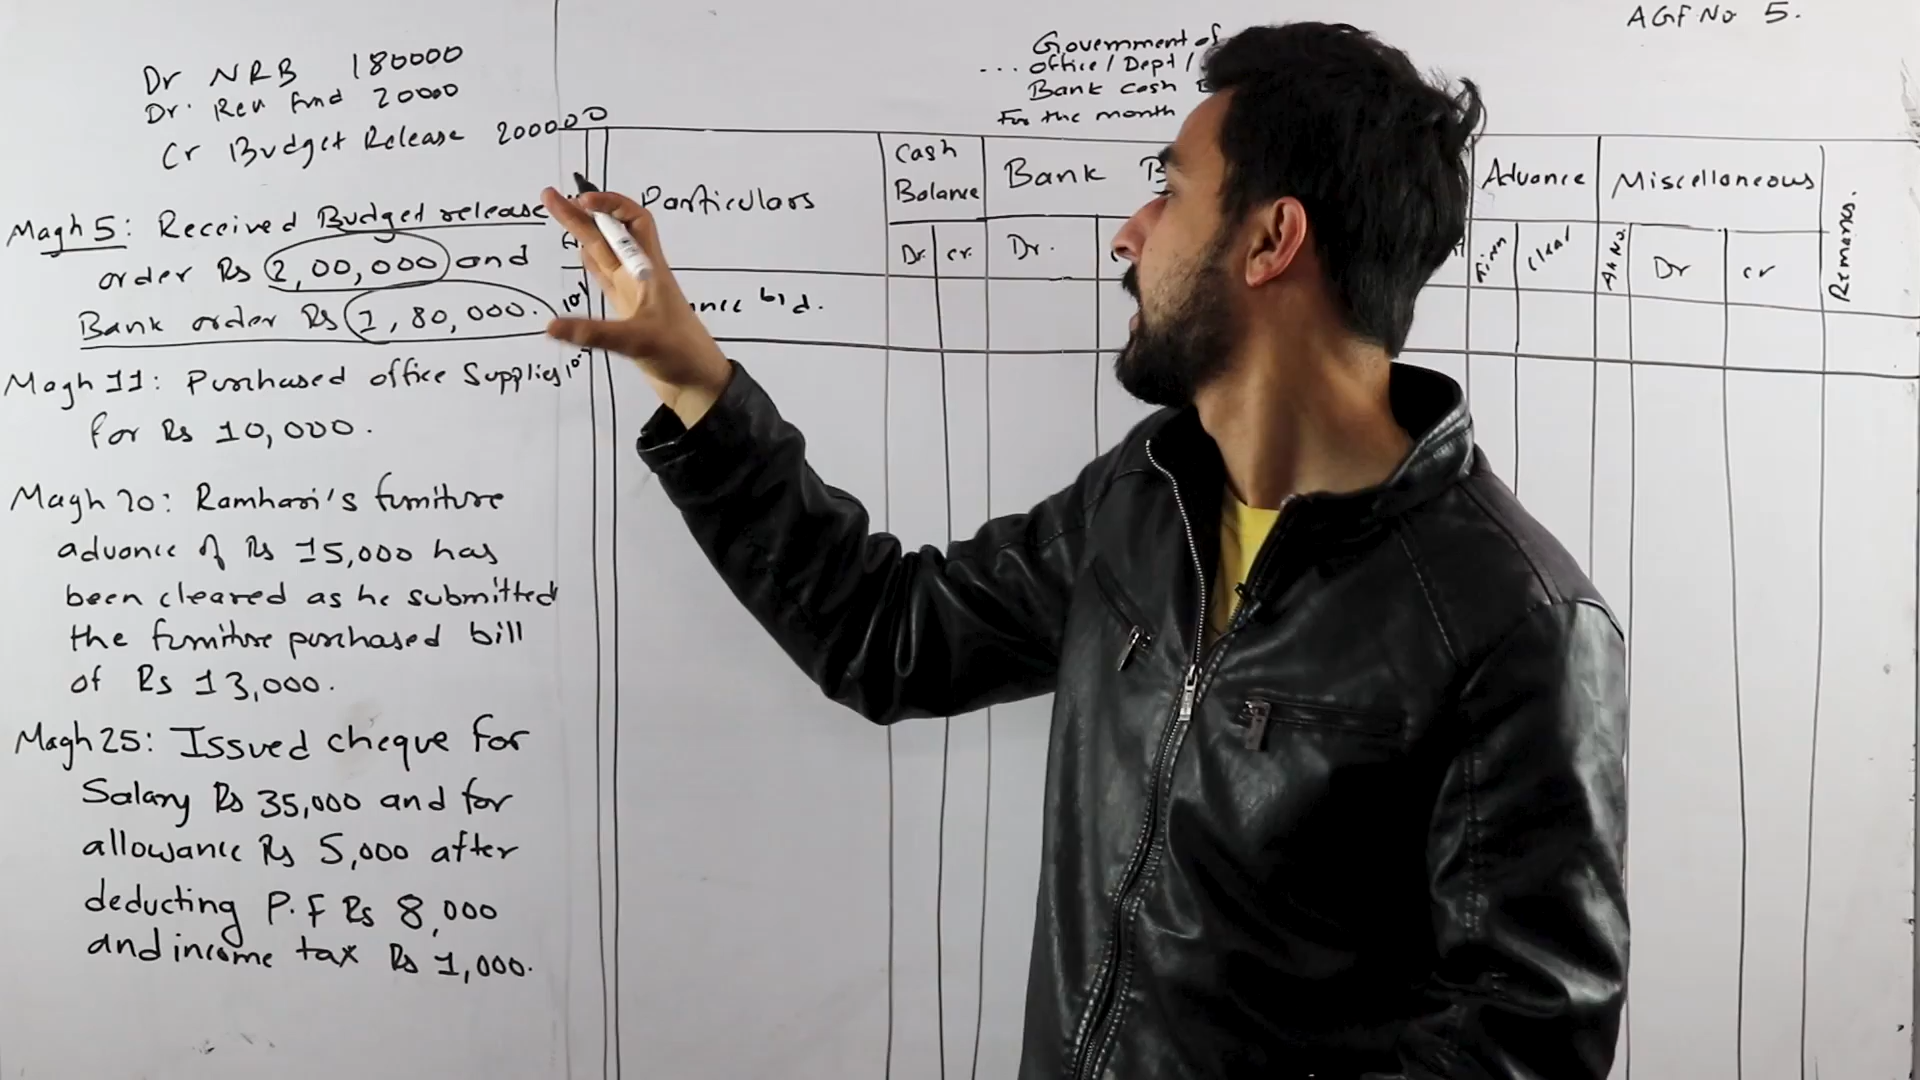 AGF No 5.
Dr NRB 180000
Dr. Rev fund 20000
Cr Budget Release 200000
Magh 5: Received Budget release
order Rs 2,00,000 and
Bank order Rs 1,80,000.
Magh 11: Purchased office Supplies
for Rs 10,000.
Magh 20: Ramhari's furniture
advance of Rs 15,000 has
been cleared as he submitted
the furniture purchased bill
of Rs 13,000.
Magh 25: Issued cheque for
Salary Rs 35,000 and for
allowance Rs 5,000 after
deducting P.F Rs 8,000
and income tax Rs 1,000.
Government of
... office / Dept /
Bank cash
For the month
Particulars
Cash
Balance
Bank
Advance
Miscellaneous
Remarks.
Dr. cr. Dr.
Given
Clear
Dr
cr
b/d.